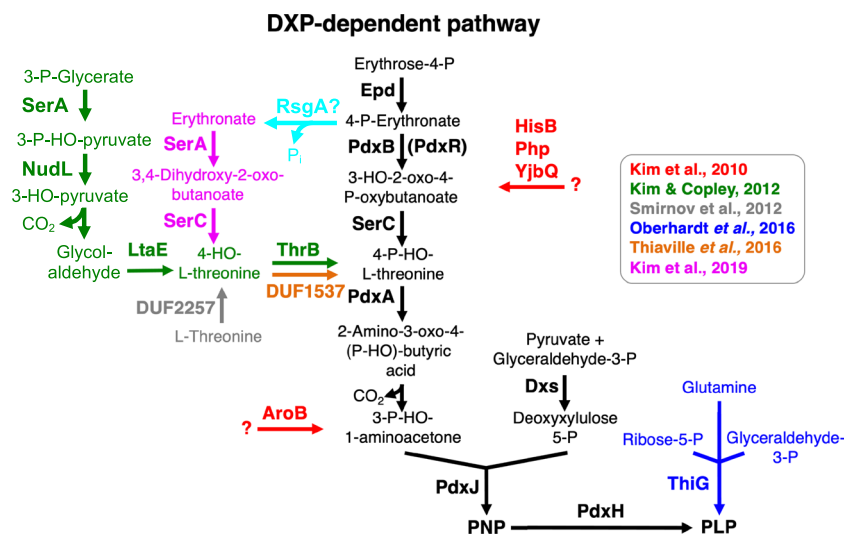 DXP-dependent pathway
3-P-Glycerate
SerA
3-P-HO-pyruvate
NudL
3-HO-pyruvate
CO2
Glycol-
aldehyde
LtaE
Erythronate
SerA
3,4-Dihydroxy-2-oxo-
butanoate
SerC
4-HO-
L-threonine
DUF2257
L-Threonine
RsgA?
Pi
ThrB
DUF1537
Erythrose-4-P
Epd
4-P-Erythronate
PdxB (PdxR)
3-HO-2-oxo-4-
P-oxybutanoate
SerC
4-P-HO-
L-threonine
PdxA
2-Amino-3-oxo-4-
(P-HO)-butyric
acid
CO2
3-P-HO-
1-aminoacetone
? AroB
HisB
Php
YjbQ
?
Kim et al., 2010
Kim & Copley, 2012
Smirnov et al., 2012
Oberhardt et al., 2016
Thiaville et al., 2016
Kim et al., 2019
Pyruvate +
Glyceraldehyde-3-P
Dxs
Deoxyxylulose
5-P
PdxJ
PNP
PdxH
PLP
Glutamine
Ribose-5-P
Glyceraldehyde-
3-P
ThiG